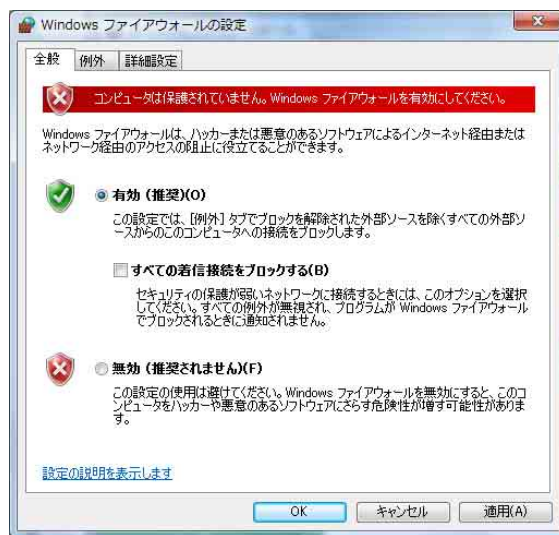 Windows ファイアウォールの設定
全般 例外 詳細設定
コンピュータは保護されていません。Windows ファイアウォールを有効にしてください。
Windows ファイアウォールは、ハッカーまたは悪意のあるソフトウェアによるインターネット経由または
ネットワーク経由のアクセスの阻止に役立てることができます。
有効 (推奨)(O)
この設定では、[例外] タブでブロックを解除された外部ソースを除くすべての外部ソ
ースからのこのコンピュータへの接続をブロックします。
すべての着信接続をブロックする(B)
セキュリティの保護が弱いネットワークに接続するときには、このオプションを選択
してください。すべての例外が無視され、プログラムが Windows ファイアウォール
でブロックされるときに通知されません。
無効 (推奨されません)(F)
この設定の使用は避けてください。Windows ファイアウォールを無効にすると、このコ
ンピュータをハッカーや悪意のあるソフトウェアにさらす危険性が増す可能性がありま
す。
設定の説明を表示します
OK キャンセル 適用(A)